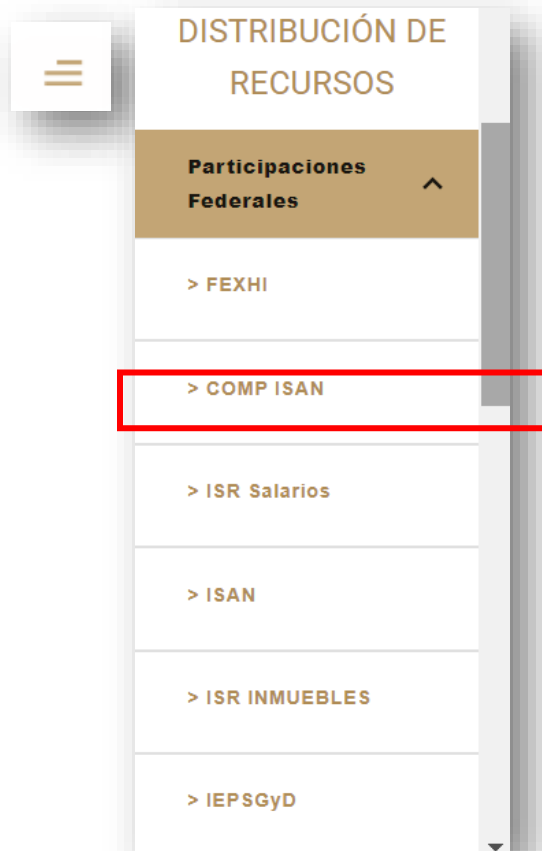 DISTRIBUCIÓN DE
RECURSOS
Participaciones
Federales
> FEXHI
> COMP ISAN
> ISR Salarios
> ISAN
> ISR INMUEBLES
> IEPSGyD